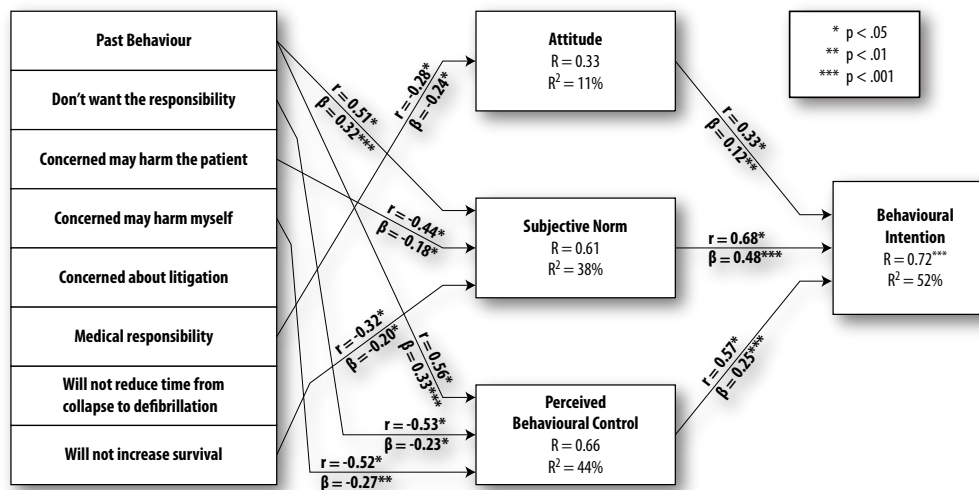 Past Behaviour
Don't want the responsibility
Concerned may harm the patient
Concerned may harm myself
Concerned about litigation
Medical responsibility
Will not reduce time from
collapse to defibrillation
Will not increase survival
r = 0.51*
β = 0.32***
r = -0.28*
β = -0.24*
r = -0.44*
β = -0.18*
r = -0.32*
β = -0.20*
r = 0.56*
β = 0.33***
r = -0.53*
β = -0.23*
r = -0.52*
β = -0.27**
Attitude
R = 0.33
R² = 11%
Subjective Norm
R = 0.61
R² = 38%
Perceived
Behavioural Control
R = 0.66
R² = 44%
r = 0.33*
β = 0.12**
r = 0.68*
β = 0.48***
r = 0.57*
β = 0.25***
* p < .05
** p < .01
*** p < .001
Behavioural
Intention
R = 0.72***
R² = 52%